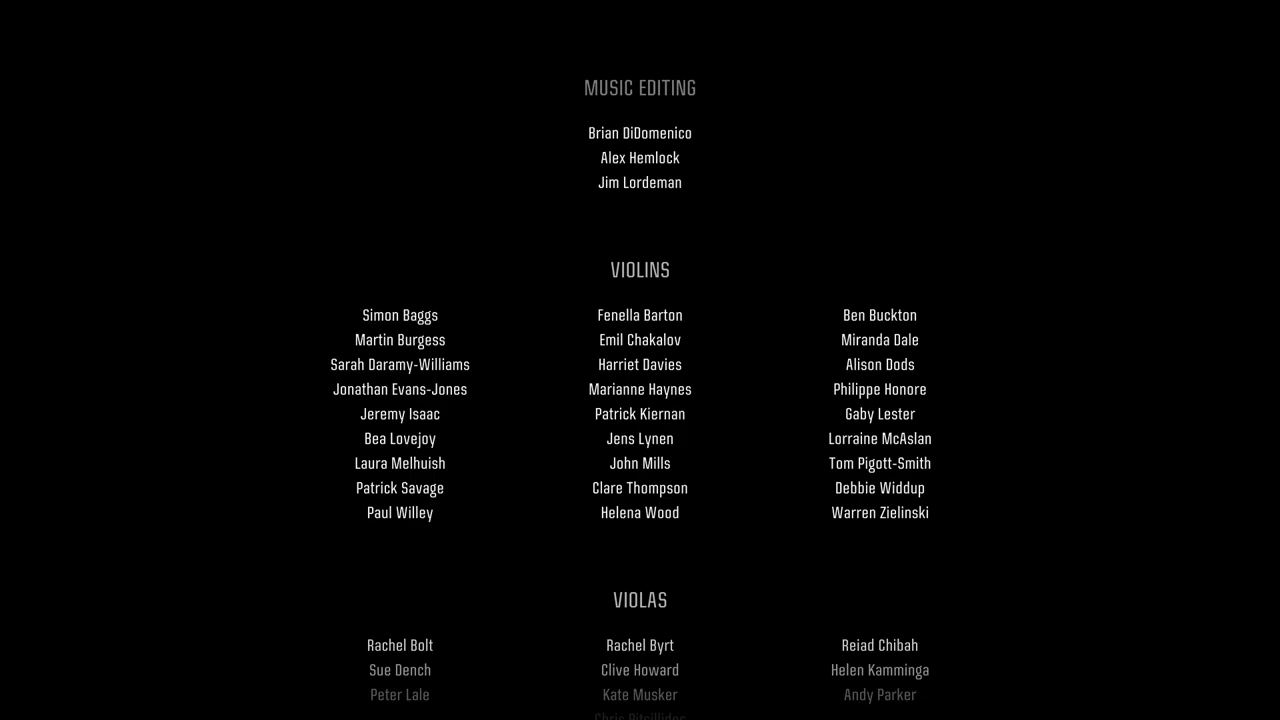 MUSIC EDITING
Brian DiDomenico
Alex Hemlock
Jim Lordeman
VIOLINS
Simon Baggs Fenella Barton Ben Buckton
Martin Burgess Emil Chakalov Miranda Dale
Sarah Daramy-Williams Harriet Davies Alison Dods
Jonathan Evans-Jones Marianne Haynes Philippe Honore
Jeremy Isaac Patrick Kiernan Gaby Lester
Bea Lovejoy Jens Lynen Lorraine McAslan
Laura Melhuish John Mills Tom Pigott-Smith
Patrick Savage Clare Thompson Debbie Widdup
Paul Willey Helena Wood Warren Zielinski
VIOLAS
Rachel Bolt Rachel Byrt Reiad Chibah
Sue Dench Clive Howard Helen Kamminga
Peter Lale Kate Musker Andy Parker